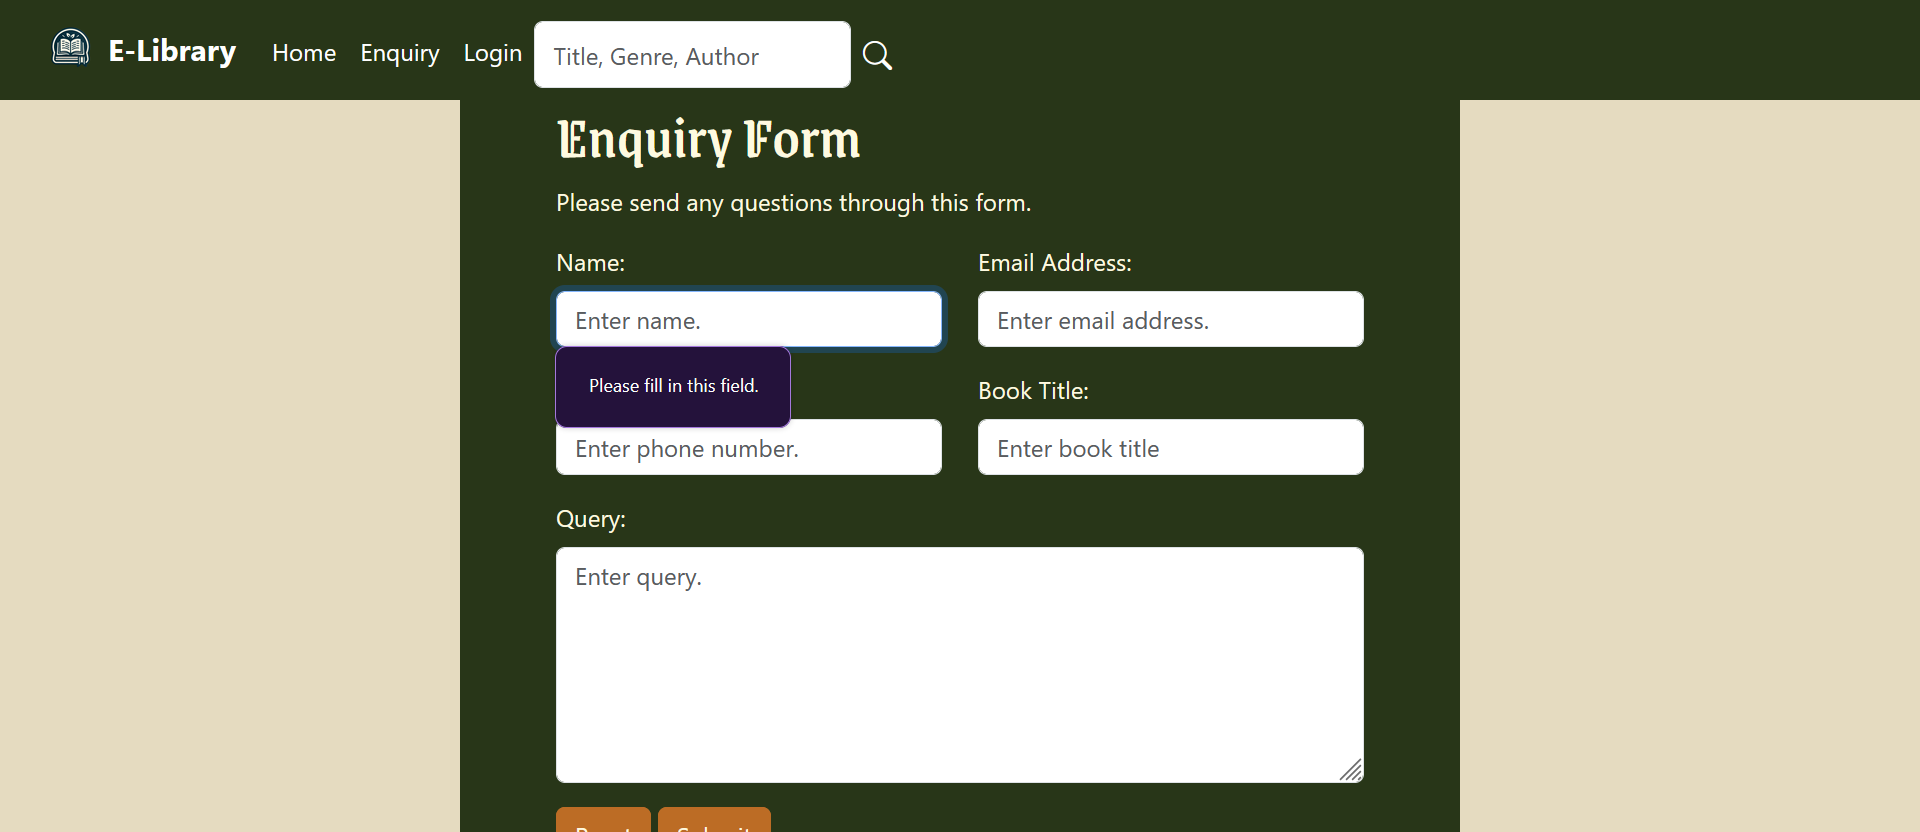 E-Library Home Enquiry Login Title, Genre, Author
Enquiry Form
Please send any questions through this form.
Name: Email Address:
Enter name. Enter email address.
Please fill in this field.
Book Title:
Enter phone number. Enter book title
Query:
Enter query.